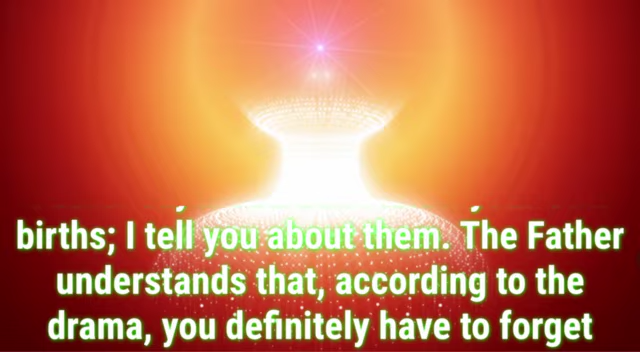 births; I tell you about them. The Father
understands that, according to the
drama, you definitely have to forget